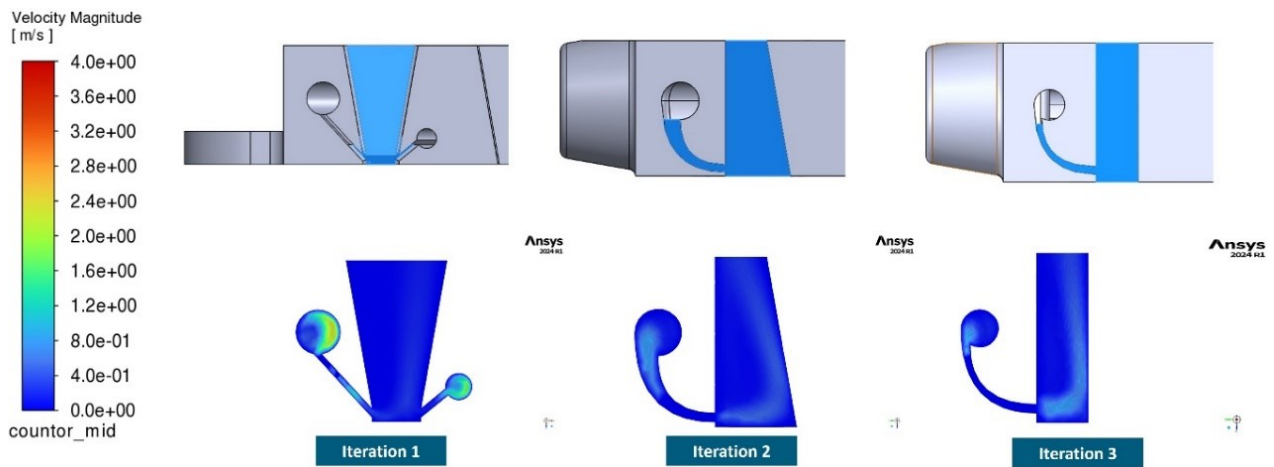 Velocity Magnitude
[ m/s ]
4.0e+00
3.6e+00
3.2e+00
2.8e+00
2.4e+00
2.0e+00
1.6e+00
1.2e+00
8.0e-01
4.0e-01
0.0e+00
countor_mid
Ansys
2024 R1
Ansys
2024 R1
Ansys
2024 R1
Iteration 1
Iteration 2
Iteration 3